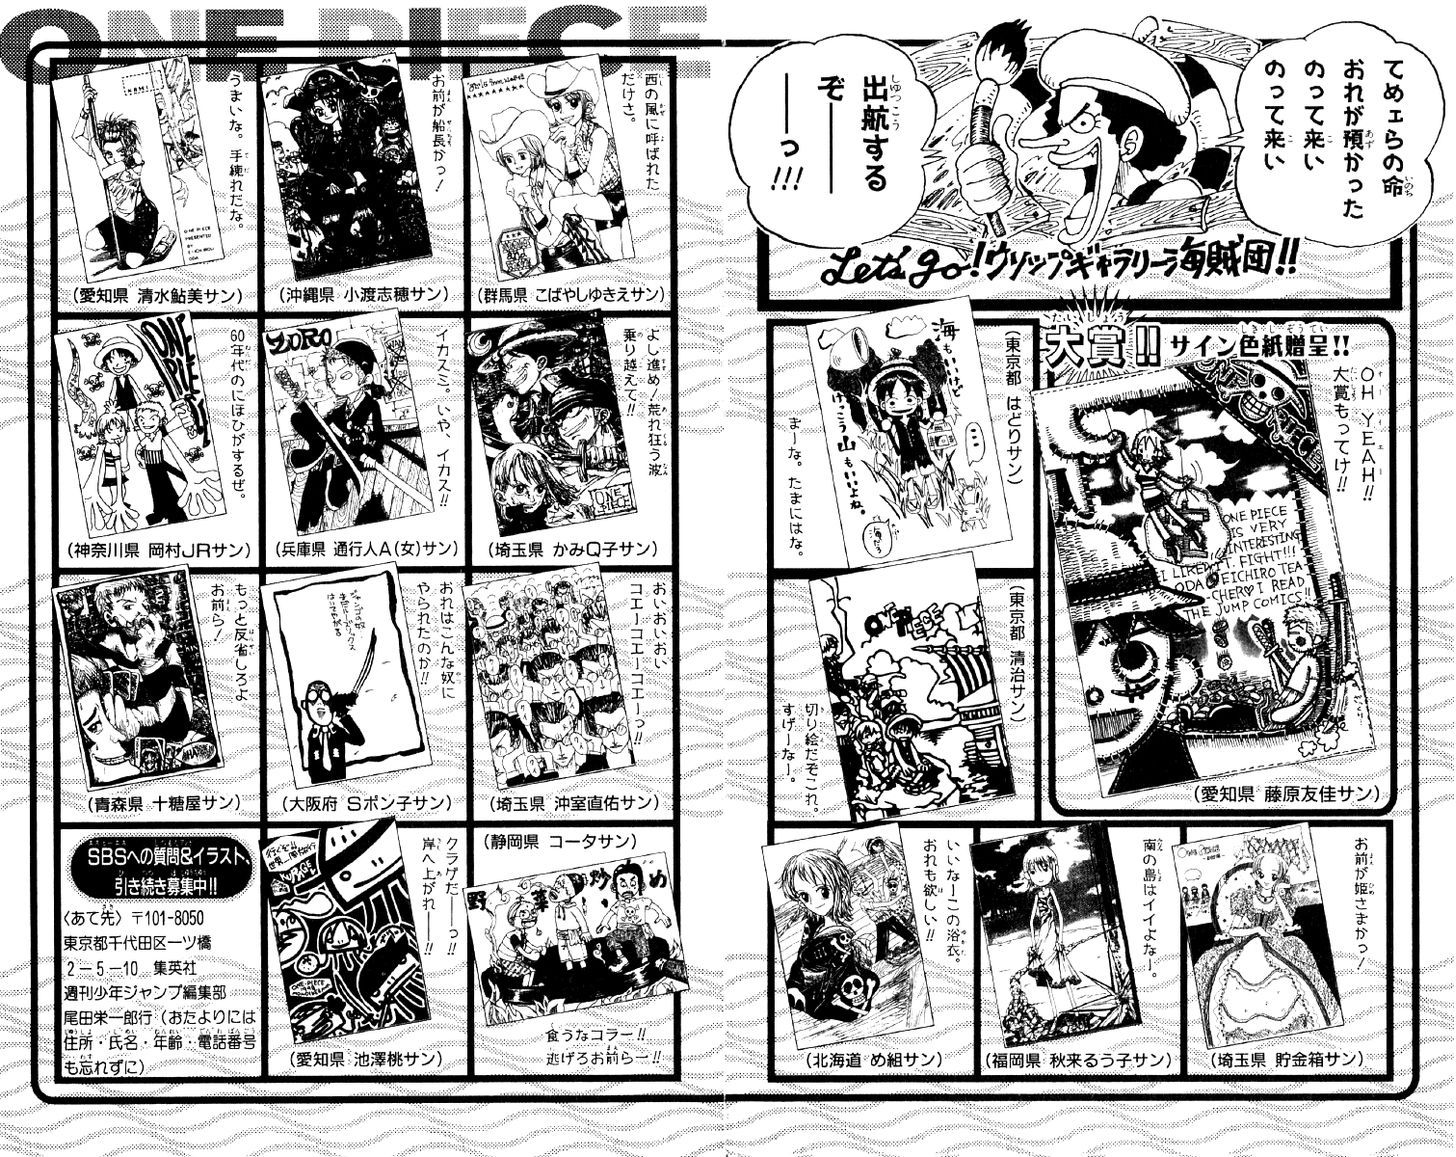 てめェらの命
おれが預かった
のって来い
のって来い
出航する
ぞ――
――っ
!!!
Let's go!ウソップギャラリー海賊団!!
大賞!!
サイン色紙贈呈!!
OH YEAH!!
大賞もってけ!!
ONE PIECE
IS VERY
INTERESTING
I LIKED IT. FIGHT!!!
ODA EIICHIRO TEA-
CHER♡ I READ
THE JUMP COMICS!!
(愛知県 藤原友佳サン)
(東京都 はどりサン)
海もいいけど
けっこう山もいいよね。
まーな。たまにはな。
(東京都 清治サン)
ONE PIECE
切り絵だぞこれ。
すげーなー。
お前が姫さまかっ!
(埼玉県 貯金箱サン)
南の島はイイよなー。
(福岡県 秋来るう子サン)
いいなーこの浴衣。
おれも欲しい!!
(北海道 め組サン)
ONE PIECE
西の風に呼ばれた
だけさ。
(群馬県 こばやしゆきえサン)
お前が船長かっ!
(沖縄県 小渡志穂サン)
うまいな。手練れだな。
NAMI
ONE PIECE
PRESENTED
BY
(愛知県 清水鮎美サン)
よし進め!荒れ狂う波
乗り越えて!!
ONE
PIECE
(埼玉県 かみQ子サン)
イカスミ。いや、イカス!!
ZORO
(兵庫県 通行人A(女)サン)
60年代のにほひがするぜ。
ONE
PIECE
(神奈川県 岡村JRサン)
おいおいおい
コエーコエーコエーっ!!
(埼玉県 沖室直佑サン)
おれはこんな奴に
やられたのか!!
(大阪府 Sポン子サン)
もっと反省しろよ
お前ら!
(青森県 十糖屋サン)
(静岡県 コータサン)
野菜炒め
食うなコラー!!
逃げろお前らー!!
クラゲだーーっ!!
岸へ上がれーー!!
(愛知県 池澤桃サン)
SBSへの質問&イラスト、
引き続き募集中!!
〈あて先〉〒101-8050
東京都千代田区一ツ橋
2-5-10 集英社
週刊少年ジャンプ編集部
尾田栄一郎行(おたよりには
住所・氏名・年齢・電話番号
も忘れずに)